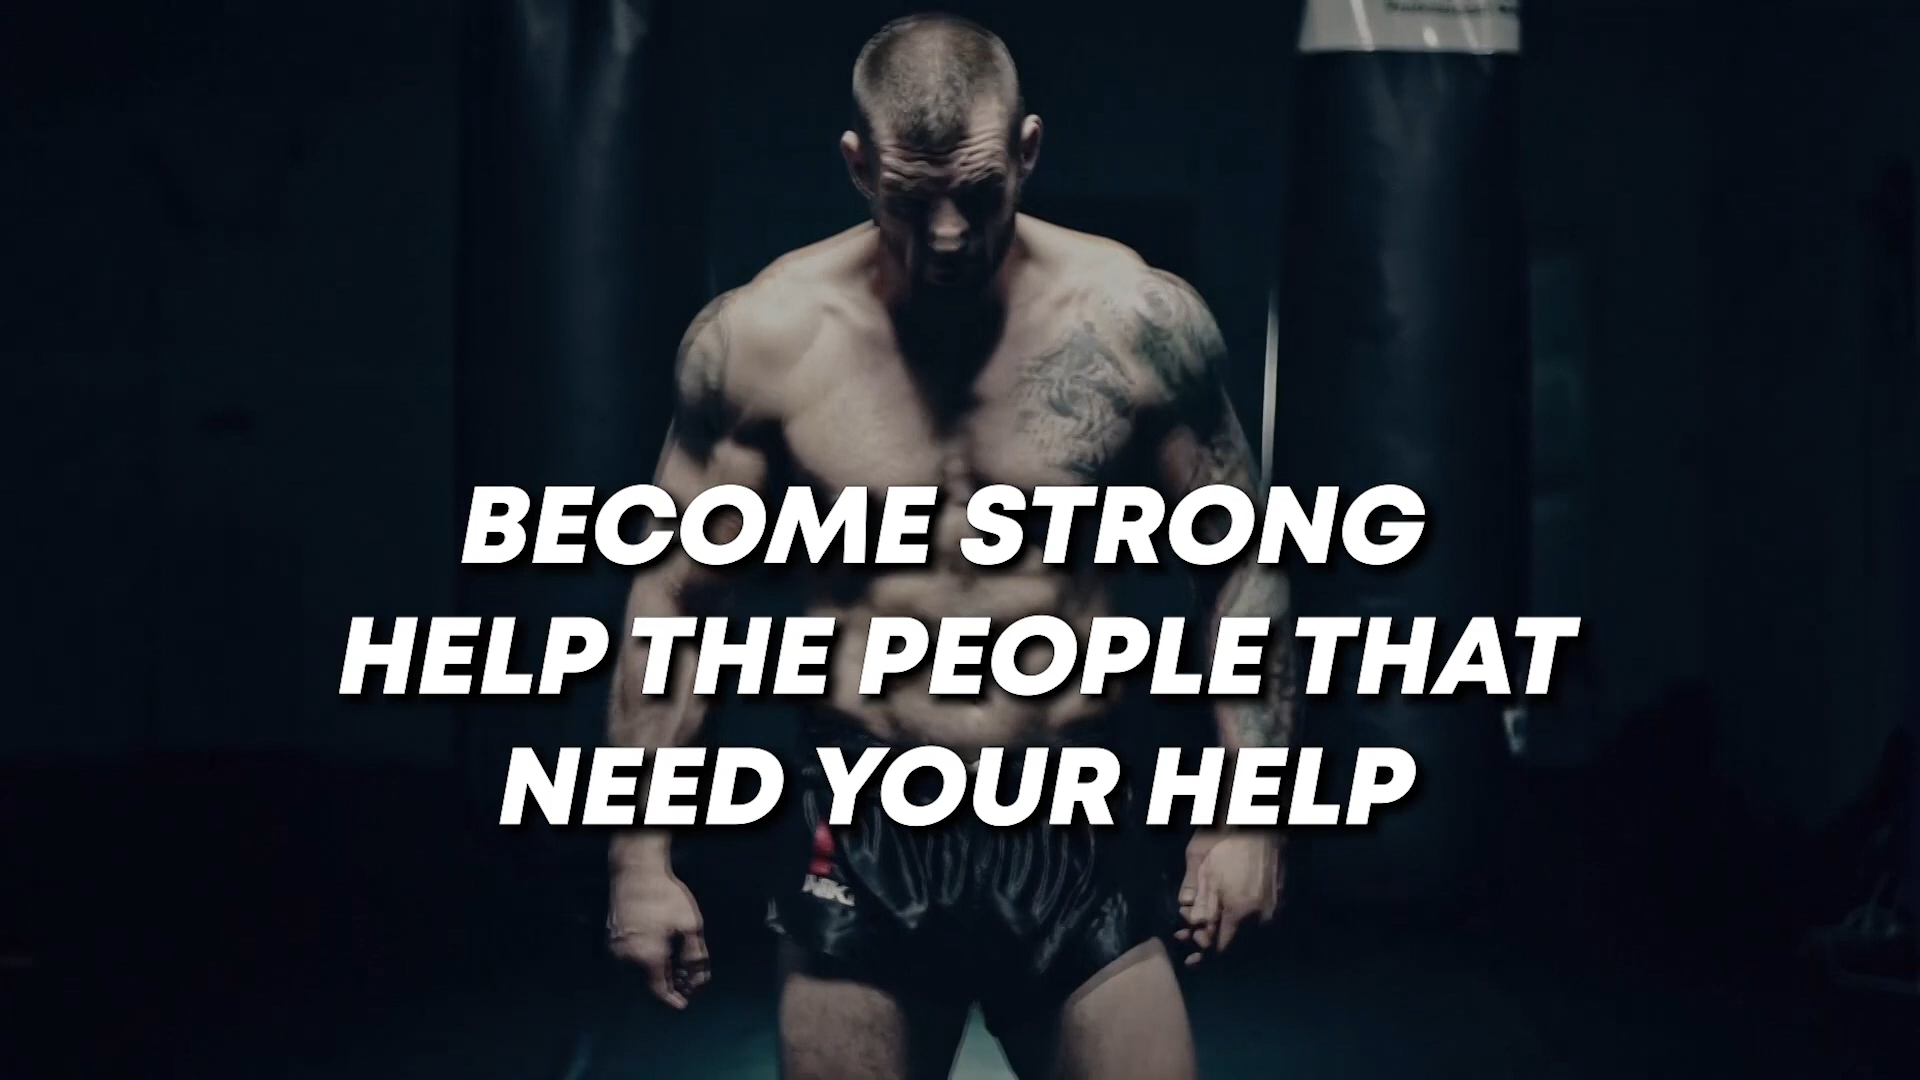 BECOME STRONG
HELP THE PEOPLE THAT
NEED YOUR HELP